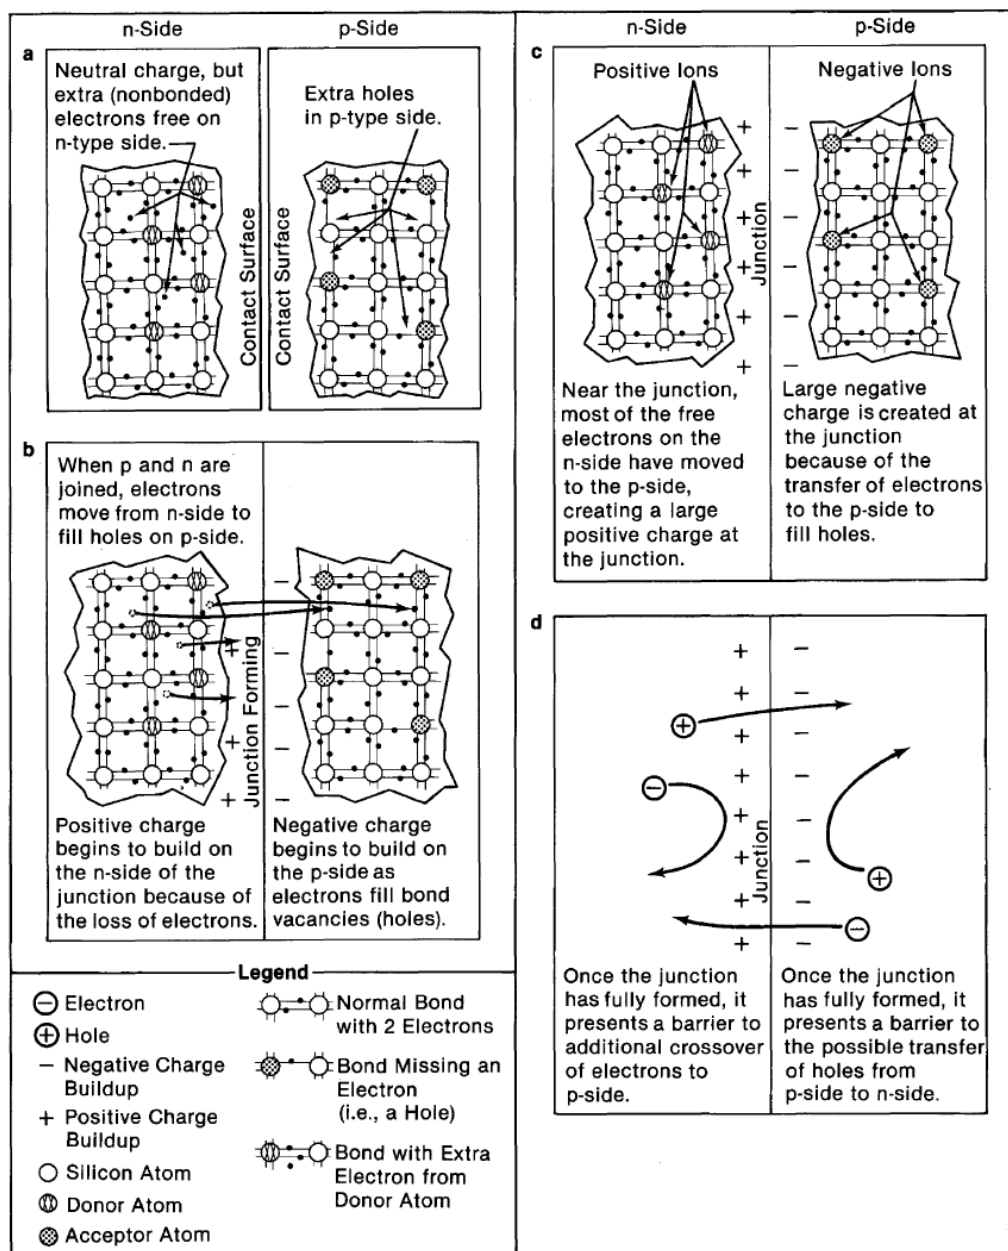 n-Side
p-Side
a
Neutral charge, but
extra (nonbonded)
electrons free on
n-type side.
Contact Surface
Extra holes
in p-type side.
Contact Surface
b
When p and n are
joined, electrons
move from n-side to
fill holes on p-side.
Junction Forming
Positive charge
begins to build on
the n-side of the
junction because of
the loss of electrons.
Negative charge
begins to build on
the p-side as
electrons fill bond
vacancies (holes).
Legend
Electron
Hole
− Negative Charge
Buildup
+ Positive Charge
Buildup
Silicon Atom
Donor Atom
Acceptor Atom
Normal Bond
with 2 Electrons
Bond Missing an
Electron
(i.e., a Hole)
Bond with Extra
Electron from
Donor Atom
n-Side
p-Side
c
Positive Ions
Negative Ions
Junction
Near the junction,
most of the free
electrons on the
n-side have moved
to the p-side,
creating a large
positive charge at
the junction.
Large negative
charge is created at
the junction
because of the
transfer of electrons
to the p-side to
fill holes.
d
Junction
Once the junction
has fully formed, it
presents a barrier to
additional crossover
of electrons to
p-side.
Once the junction
has fully formed, it
presents a barrier to
the possible transfer
of holes from
p-side to n-side.